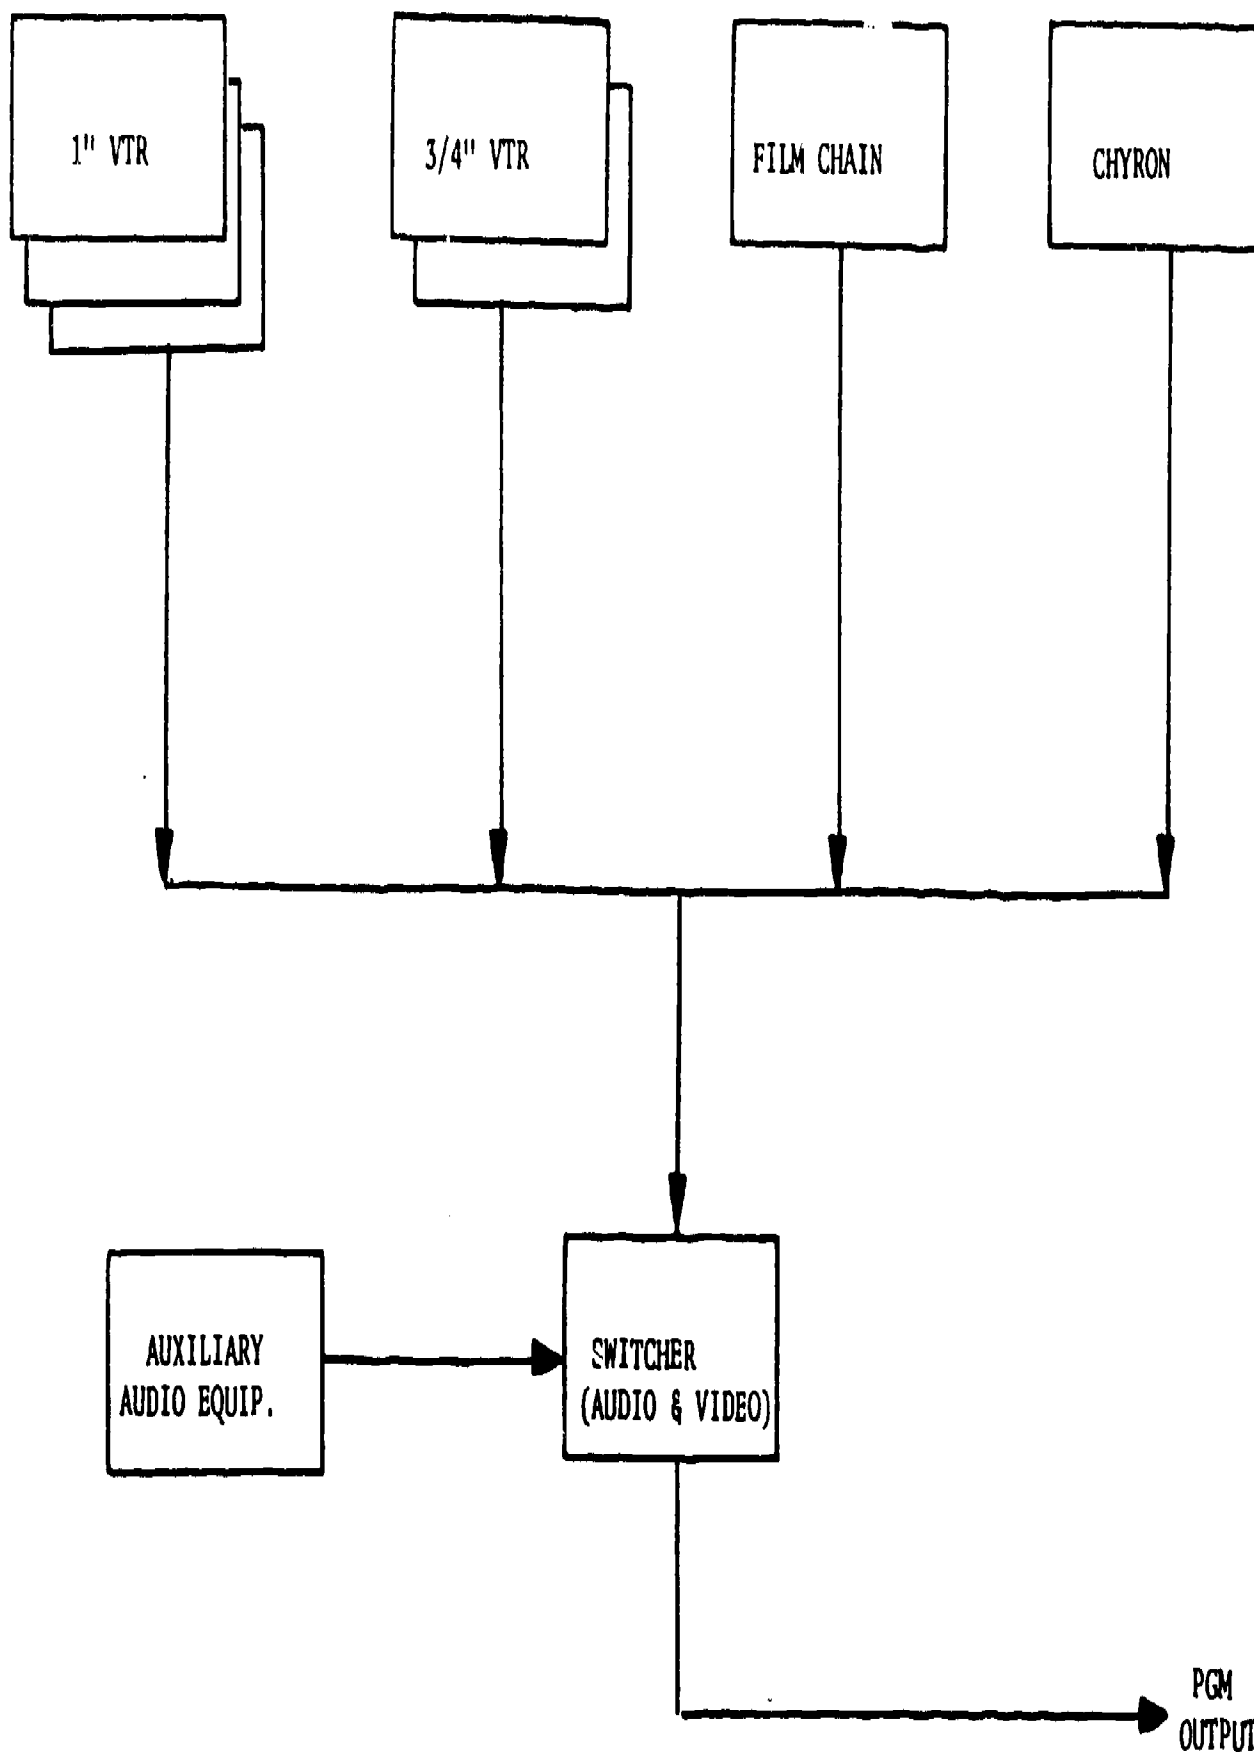 1" VTR
3/4" VTR
FILM CHAIN
CHYRON
AUXILIARY
AUDIO EQUIP.
SWITCHER
(AUDIO & VIDEO)
PGM
OUTPUT